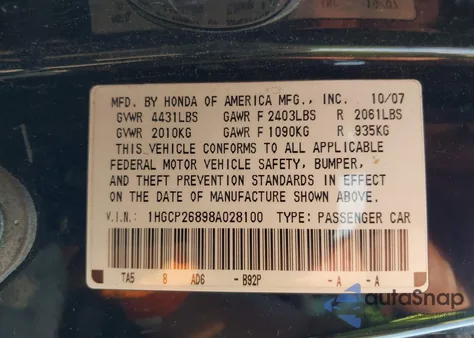 MFD. BY HONDA OF AMERICA MFG., INC. 10/07
GVWR 4431LBS GAWR F 2403LBS R 2061LBS
GVWR 2010KG GAWR F 1090KG R 935KG
THIS VEHICLE CONFORMS TO ALL APPLICABLE
FEDERAL MOTOR VEHICLE SAFETY, BUMPER,
AND THEFT PREVENTION STANDARDS IN EFFECT
ON THE DATE OF MANUFACTURE SHOWN ABOVE.
V.I.N.: 1HGCP26898A028100 TYPE: PASSENGER CAR
TA5 8 AD6 - B92P - A - A
autoSnap